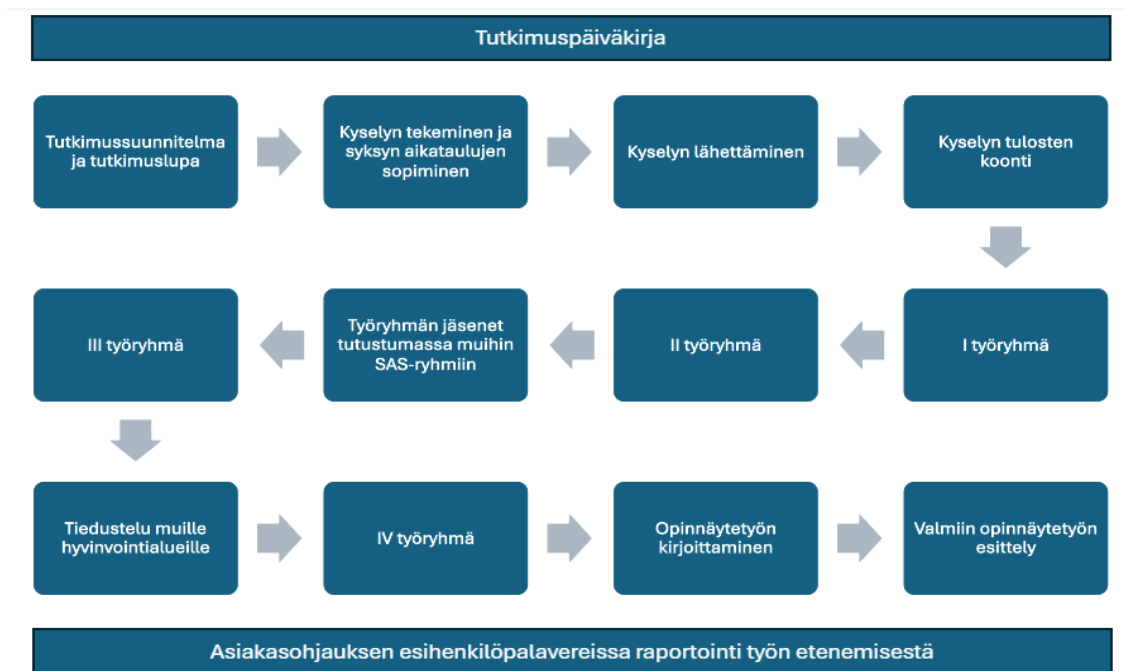 Tutkimuspäiväkirja
Tutkimussuunnitelma
ja tutkimuslupa
Kyselyn tekeminen ja
syksyn aikataulujen
sopiminen
Kyselyn lähettäminen
Kyselyn tulosten
koonti
I työryhmä
II työryhmä
Työryhmän jäsenet
tutustumassa muihin
SAS-ryhmiin
III työryhmä
Tiedustelu muille
hyvinvointialueille
IV työryhmä
Opinnäytetyön
kirjoittaminen
Valmiin opinnäytetyön
esittely
Asiakasohjauksen esihenkilöpalavereissa raportointi työn etenemisestä